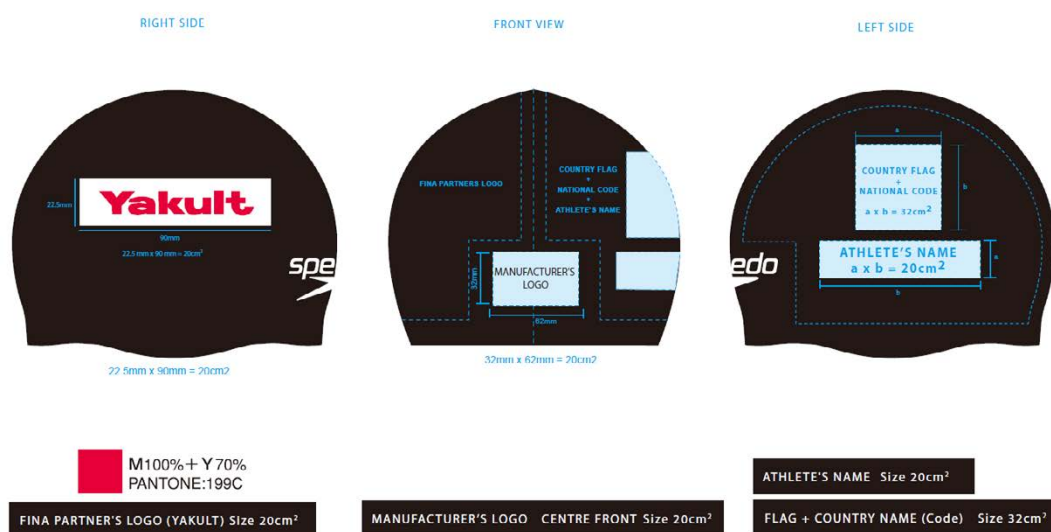 RIGHT SIDE
FRONT VIEW
LEFT SIDE
22.5mm
Yakult
90mm
22.5 mm x 90 mm = 20cm²
spe
22.5mm x 90mm = 20cm2
FINA PARTNERS LOGO
COUNTRY FLAG
+
NATIONAL CODE
+
ATHLETE'S NAME
32mm
MANUFACTURER'S
LOGO
62mm
32mm x 62mm = 20cm2
a
COUNTRY FLAG
+
NATIONAL CODE
a x b = 32cm²
b
edo
ATHLETE'S NAME
a x b = 20cm²
a
b
M100%+Y70%
PANTONE:199C
FINA PARTNER'S LOGO (YAKULT) Size 20cm²
MANUFACTURER'S LOGO CENTRE FRONT Size 20cm²
ATHLETE'S NAME Size 20cm²
FLAG + COUNTRY NAME (Code) Size 32cm²